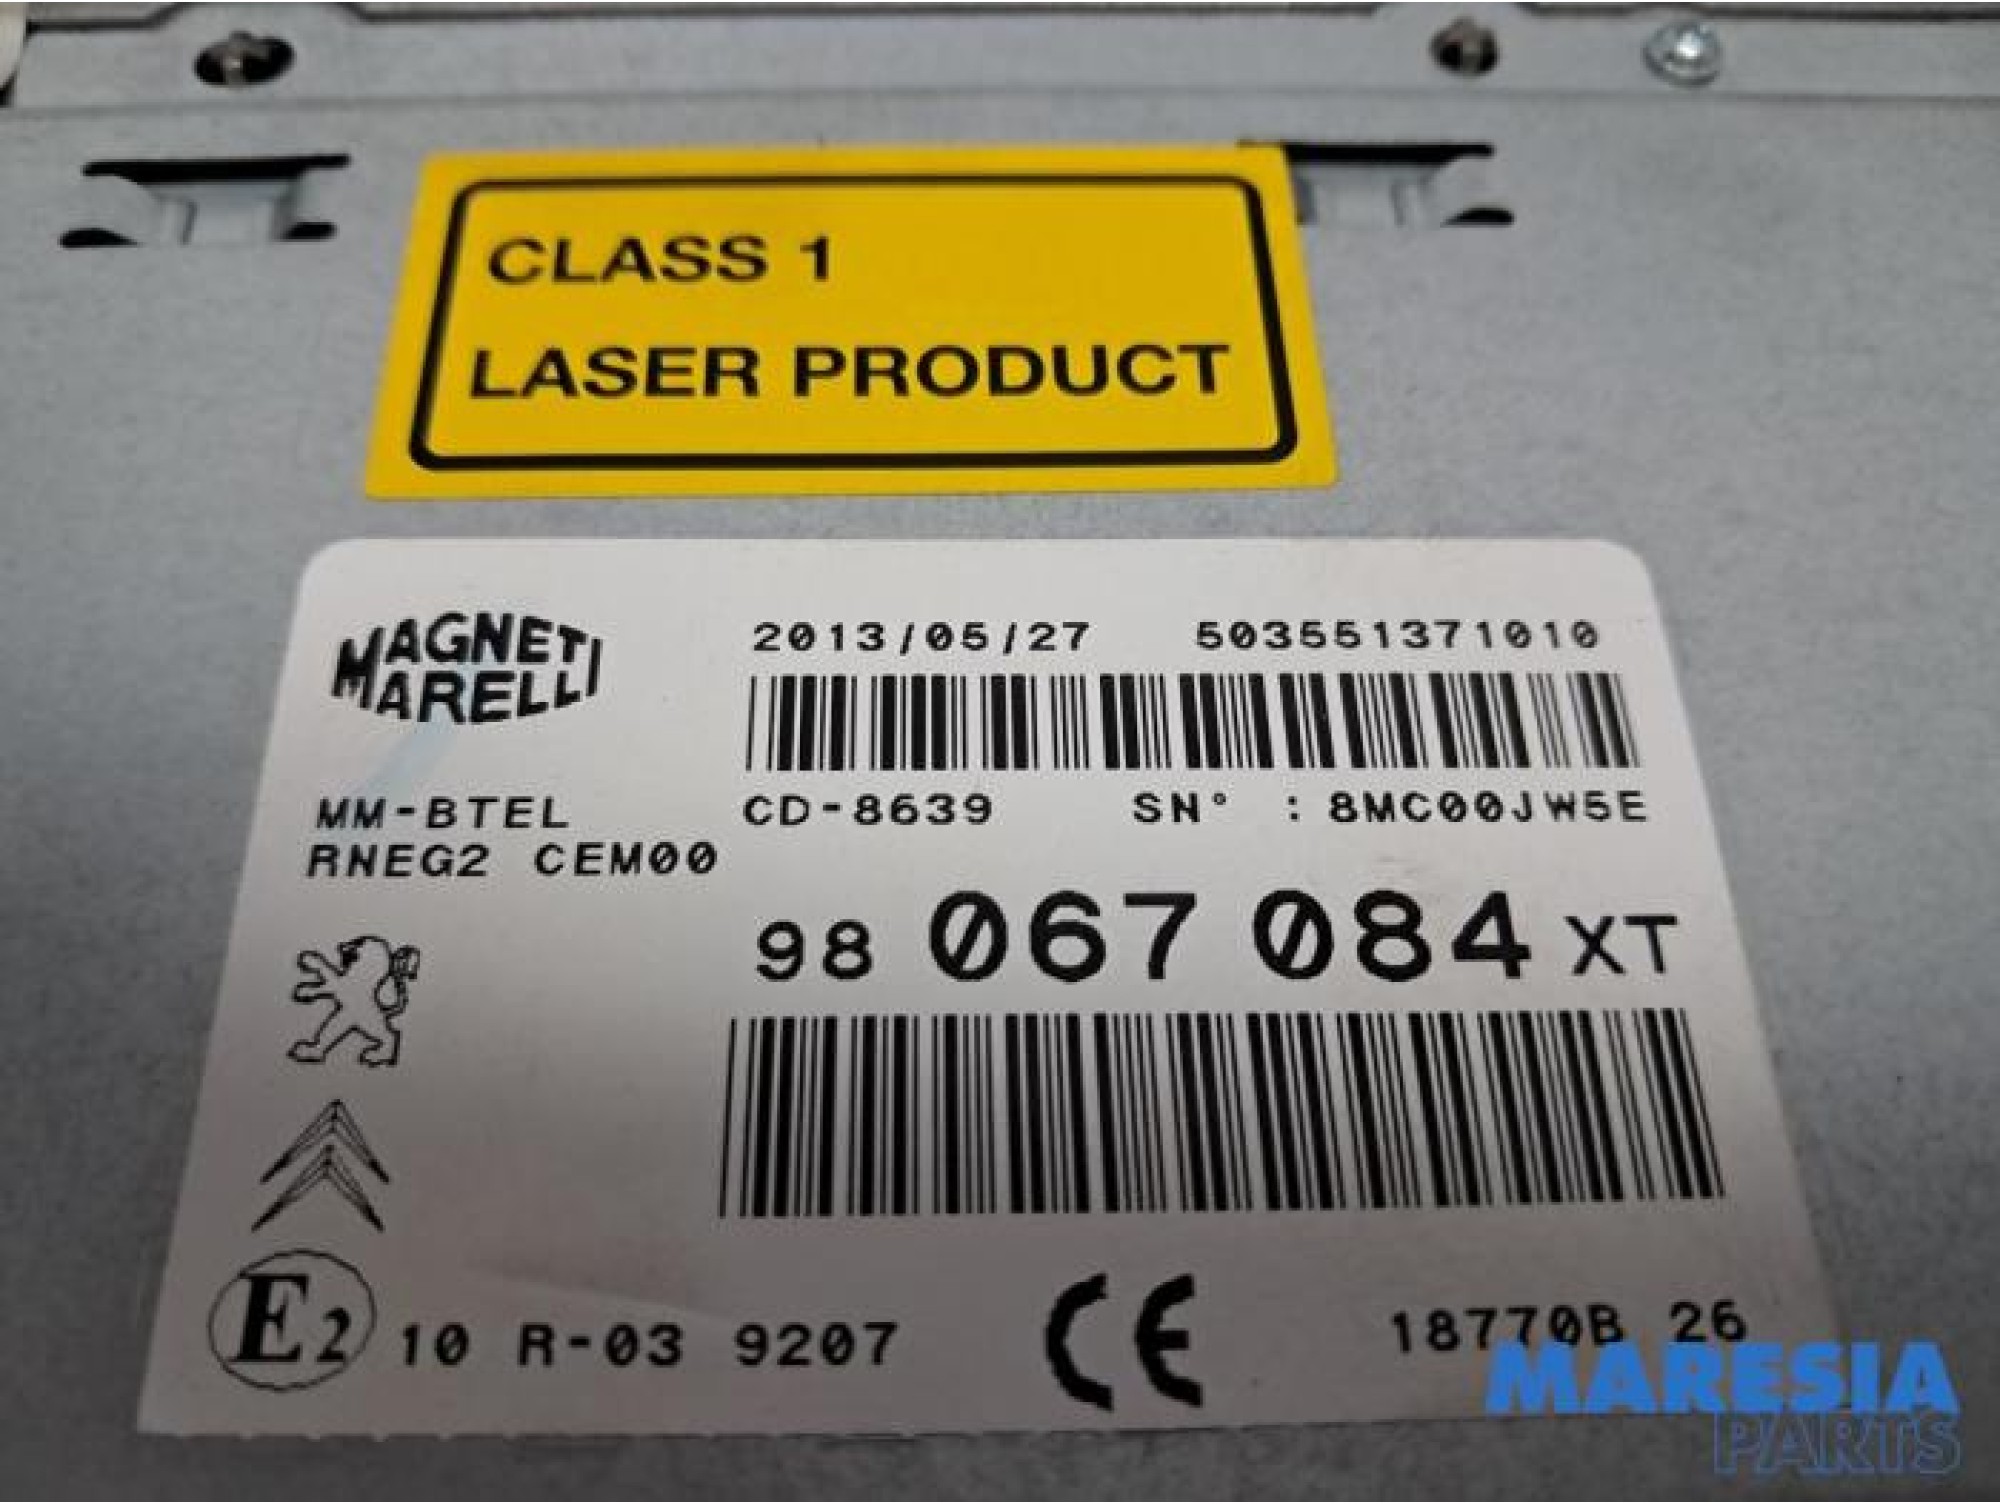 CLASS 1
LASER PRODUCT
MAGNETI
MARELLI
2013/05/27 503551371010
MM-BTEL CD-8639 SN° : 8MC00JW5E
RNEG2 CEM00
98 067 084 XT
E2 10 R-03 9207 CE 18770B 26
MARESIA
PARTS